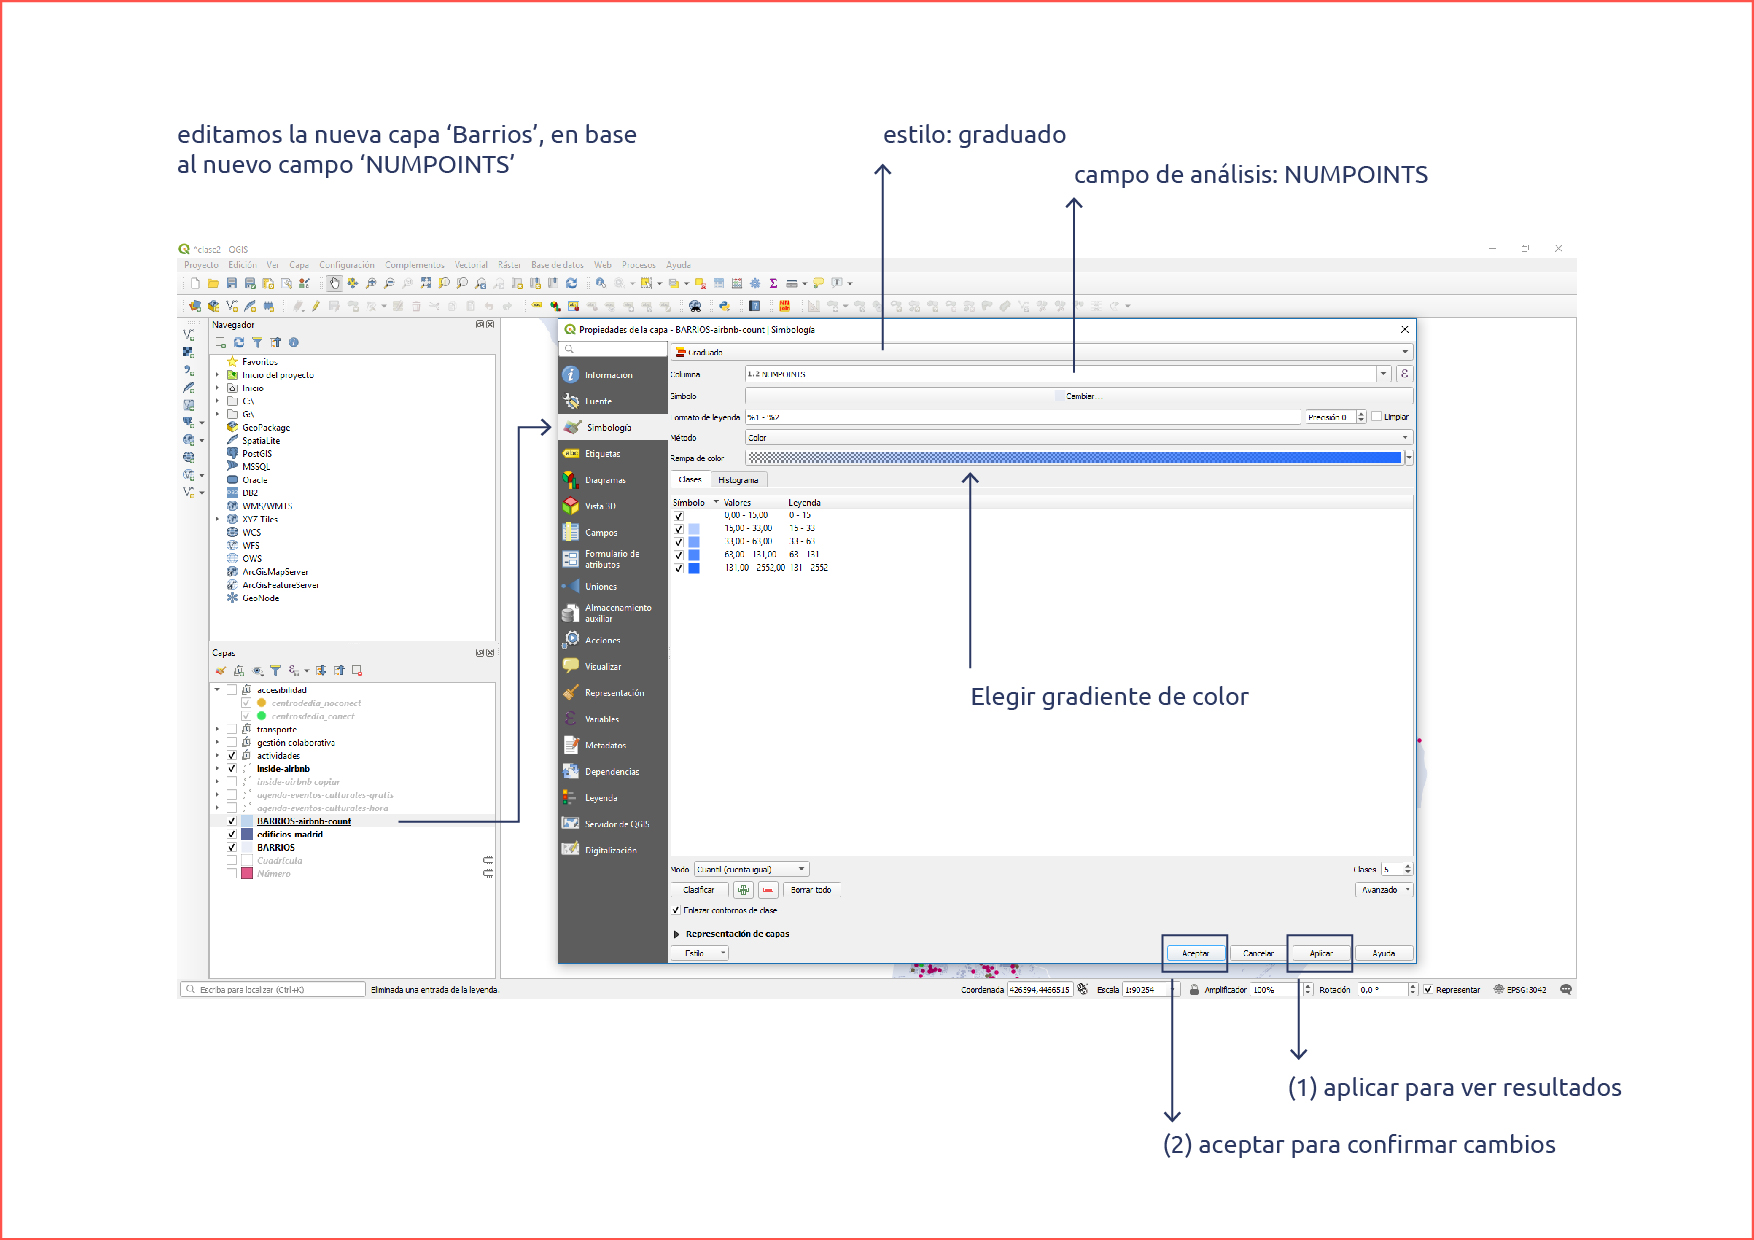 editamos la nueva capa ‘Barrios’, en base
al nuevo campo ‘NUMPOINTS’
estilo: graduado
campo de análisis: NUMPOINTS
*clase2 - QGIS
Proyecto Edición Ver Capa Configuración Complementos Vectorial Ráster Base de datos Web Procesos Ayuda
Navegador
Favoritos
Inicio del proyecto
Inicio
C:\
G:\
GeoPackage
SpatiaLite
PostGIS
MSSQL
Oracle
DB2
WMS/WMTS
XYZ Tiles
WCS
WFS
OWS
ArcGisMapServer
ArcGisFeatureServer
GeoNode
Capas
accesibilidad
centrodedia_noconect
centrosdedia_conect
transporte
gestión colaborativa
actividades
inside-airbnb
inside-airbnb copiar
agenda-eventos-culturales-gratis
agenda-eventos-culturales-hora
BARRIOS-airbnb-count
edificios madrid
BARRIOS
Cuadrícula
Número
Propiedades de la capa - BARRIOS-airbnb-count | Simbología
Información
Fuente
Simbología
Etiquetas
Diagramas
Vista 3D
Campos
Formulario de
atributos
Uniones
Almacenamiento
auxiliar
Acciones
Visualizar
Representación
Variables
Metadatos
Dependencias
Leyenda
Servidor de QGIS
Digitalización
Graduado
Columna 1.2 NUMPOINTS ε
Símbolo Cambiar...
Formato de leyenda %1 - %2 Precisión 0 Limpiar
Método Color
Rampa de color
Clases Histograma
Símbolo Valores Leyenda
0,00 - 15,00 0 - 15
15,00 - 33,00 15 - 33
33,00 - 63,00 33 - 63
63,00 - 131,00 63 - 131
131,00 - 2552,00 131 - 2552
Elegir gradiente de color
Modo Cuantil (cuenta igual) Clases 5
Clasificar Borrar todo Avanzado
Enlazar contornos de clase
Representación de capas
Estilo Aceptar Cancelar Aplicar Ayuda
Escriba para localizar (Ctrl+K) Eliminada una entrada de la leyenda. Coordenada 426594,4466515 Escala 1:90254 Amplificador 100% Rotación 0,0 ° Representar EPSG:3042
(1) aplicar para ver resultados
(2) aceptar para confirmar cambios